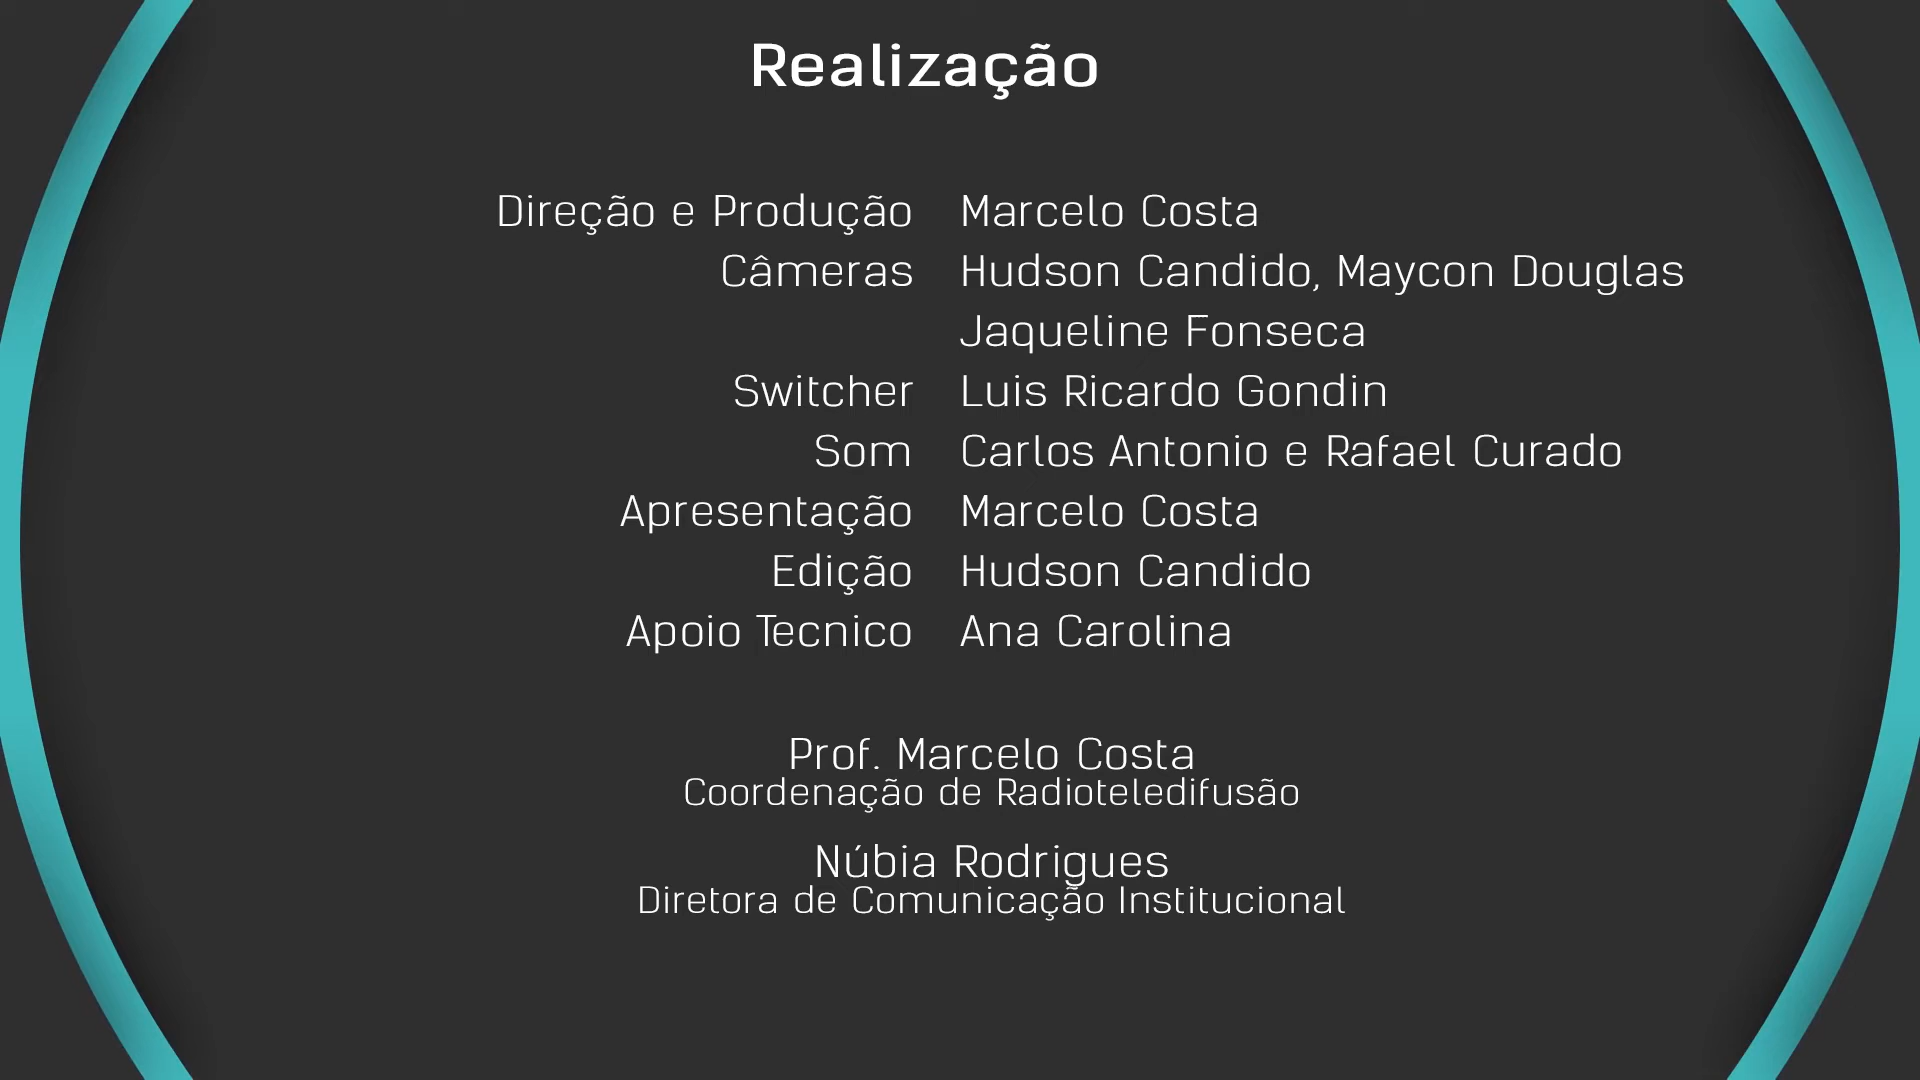 Realização
Direção e Produção Marcelo Costa
Câmeras Hudson Candido, Maycon Douglas
Jaqueline Fonseca
Switcher Luis Ricardo Gondin
Som Carlos Antonio e Rafael Curado
Apresentação Marcelo Costa
Edição Hudson Candido
Apoio Tecnico Ana Carolina
Prof. Marcelo Costa
Coordenação de Radioteledifusão
Núbia Rodrigues
Diretora de Comunicação Institucional